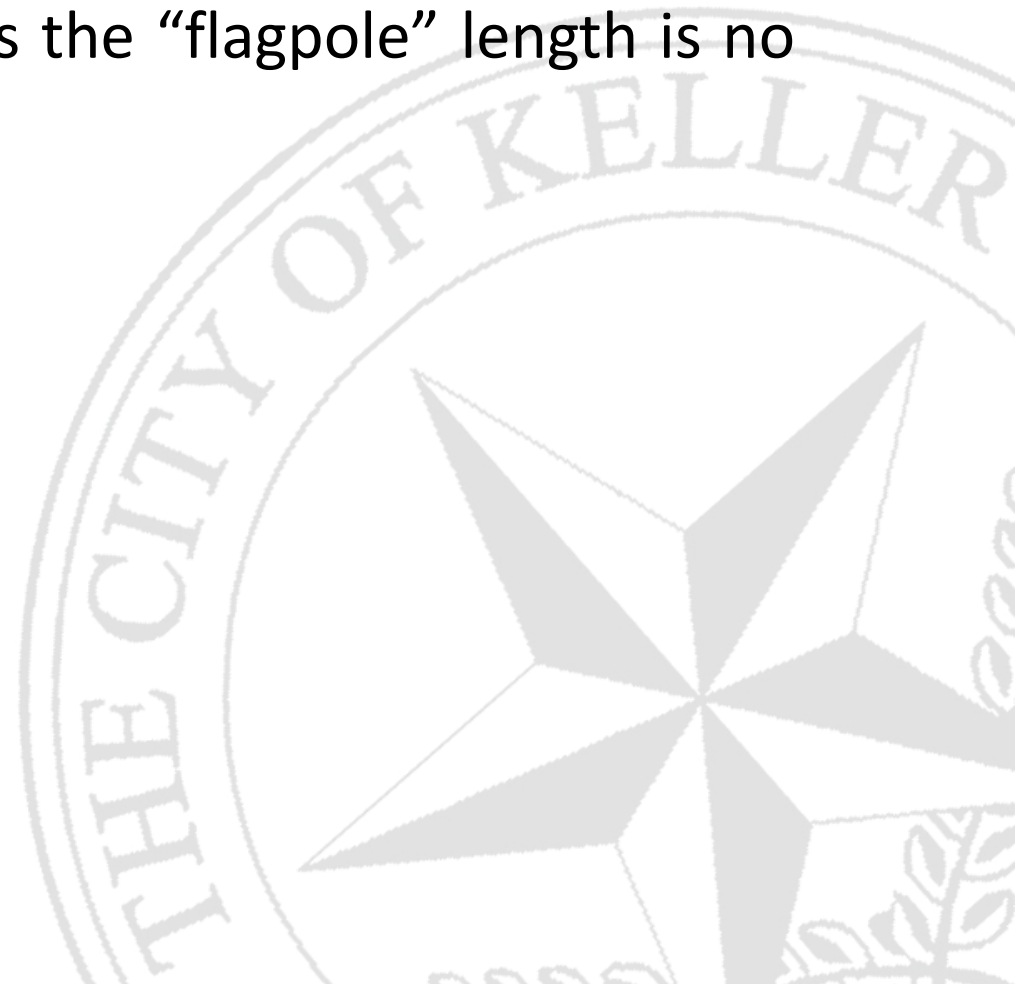 s the “flagpole” length is no
THE CITY OF KELLER